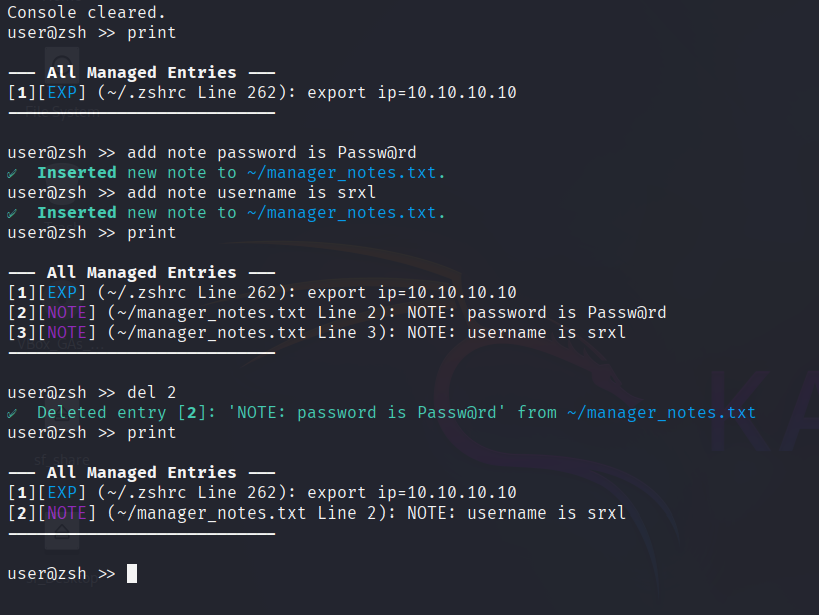 Console cleared.
user@zsh >> print
—— All Managed Entries ——
[1][EXP] (~/.zshrc Line 262): export ip=10.10.10.10
user@zsh >> add note password is Passw@rd
✓ Inserted new note to ~/manager_notes.txt.
user@zsh >> add note username is srxl
✓ Inserted new note to ~/manager_notes.txt.
user@zsh >> print
—— All Managed Entries ——
[1][EXP] (~/.zshrc Line 262): export ip=10.10.10.10
[2][NOTE] (~/manager_notes.txt Line 2): NOTE: password is Passw@rd
[3][NOTE] (~/manager_notes.txt Line 3): NOTE: username is srxl
user@zsh >> del 2
✓ Deleted entry [2]: 'NOTE: password is Passw@rd' from ~/manager_notes.txt
user@zsh >> print
—— All Managed Entries ——
[1][EXP] (~/.zshrc Line 262): export ip=10.10.10.10
[2][NOTE] (~/manager_notes.txt Line 2): NOTE: username is srxl
user@zsh >>